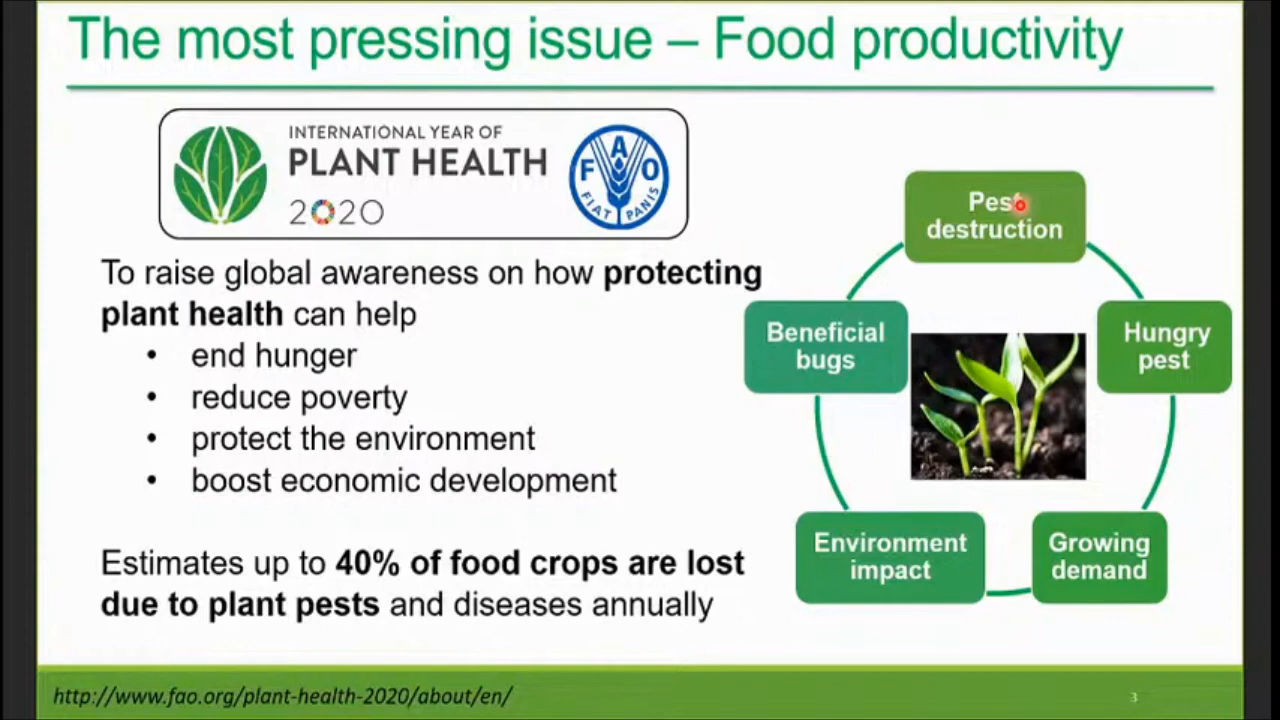 The most pressing issue – Food productivity
INTERNATIONAL YEAR OF
PLANT HEALTH
2020
FAO
FIAT PANIS
To raise global awareness on how protecting
plant health can help
• end hunger
• reduce poverty
• protect the environment
• boost economic development
Estimates up to 40% of food crops are lost
due to plant pests and diseases annually
Pest
destruction
Hungry
pest
Growing
demand
Environment
impact
Beneficial
bugs
http://www.fao.org/plant-health-2020/about/en/
3